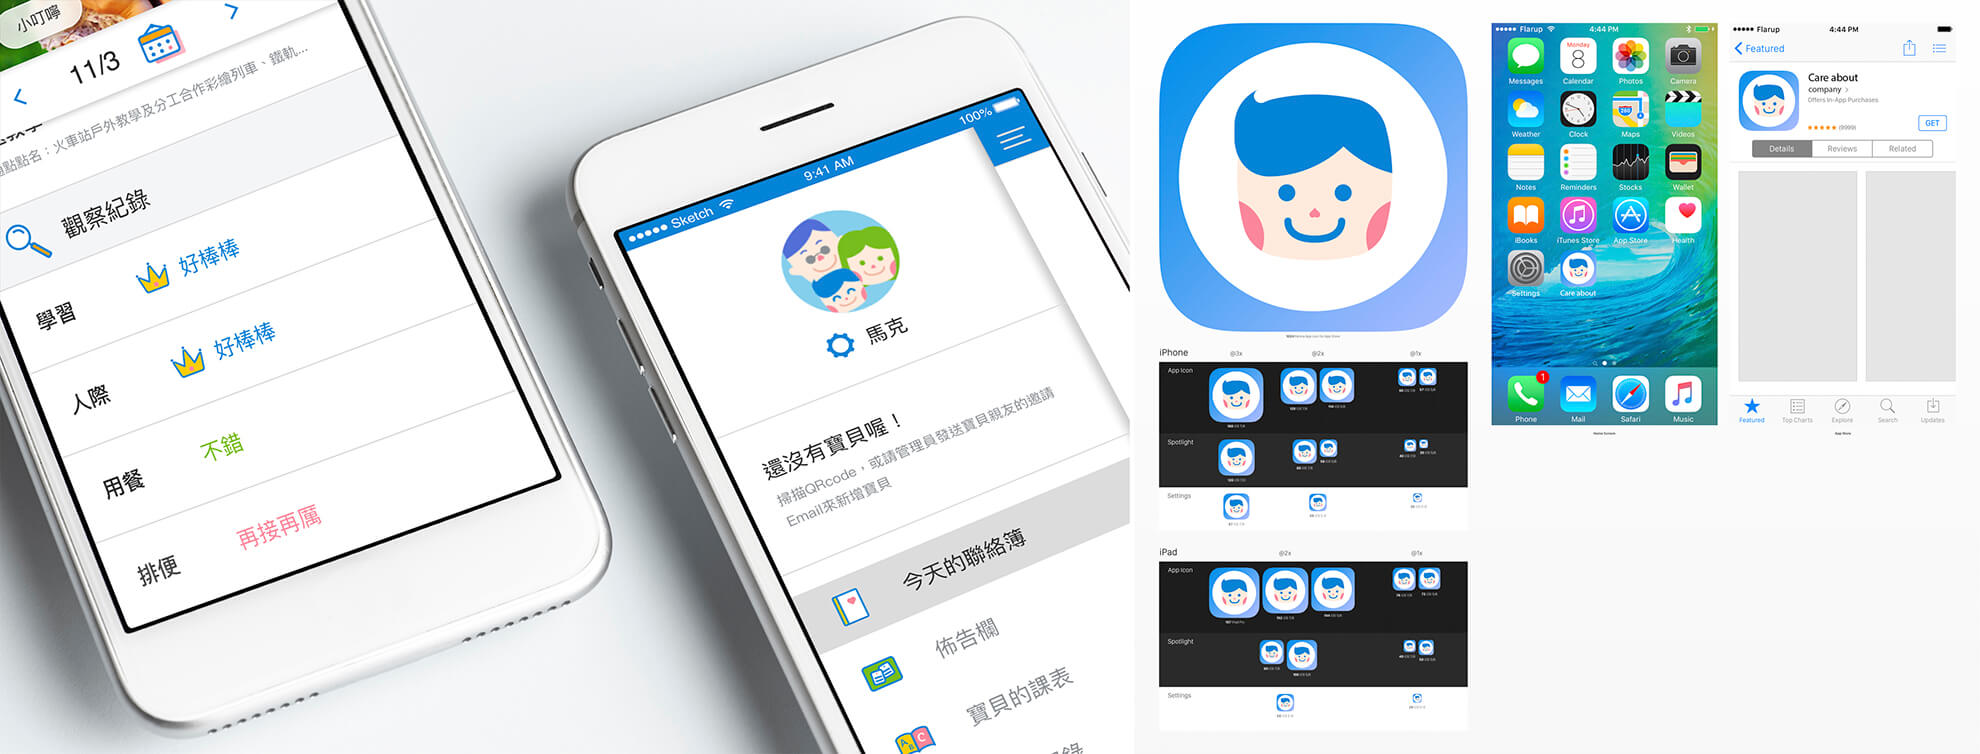 小叮嚀
11/3
火車站戶外教學及分工合作彩繪列車、鐵軌...
觀察紀錄
學習
好棒棒
人際
好棒棒
用餐
不錯
排便
再接再厲
Sketch
9:41 AM
100%
馬克
還沒有寶貝喔！
掃描QRcode，或請管理員發送寶貝親友的邀請
Email來新增寶貝
今天的聯絡簿
佈告欄
寶貝的課表
A B C
iPhone
@3x
@2x
@1x
App Icon
Spotlight
Settings
iPad
@2x
@1x
App Icon
Spotlight
Settings
Flarup
4:44 PM
Monday
8
Messages
Calendar
Photos
Camera
280
Weather
Clock
Maps
Videos
Notes
Reminders
Stocks
Wallet
iBooks
iTunes Store
App Store
Health
Settings
Care about
1
Phone
Mail
Safari
Music
Home Screen
Flarup
4:44 PM
Featured
Care about
company
Offers In-App Purchases
★★★★★ (9999)
GET
Details
Reviews
Related
Featured
Top Charts
Explore
Search
Updates
App Store